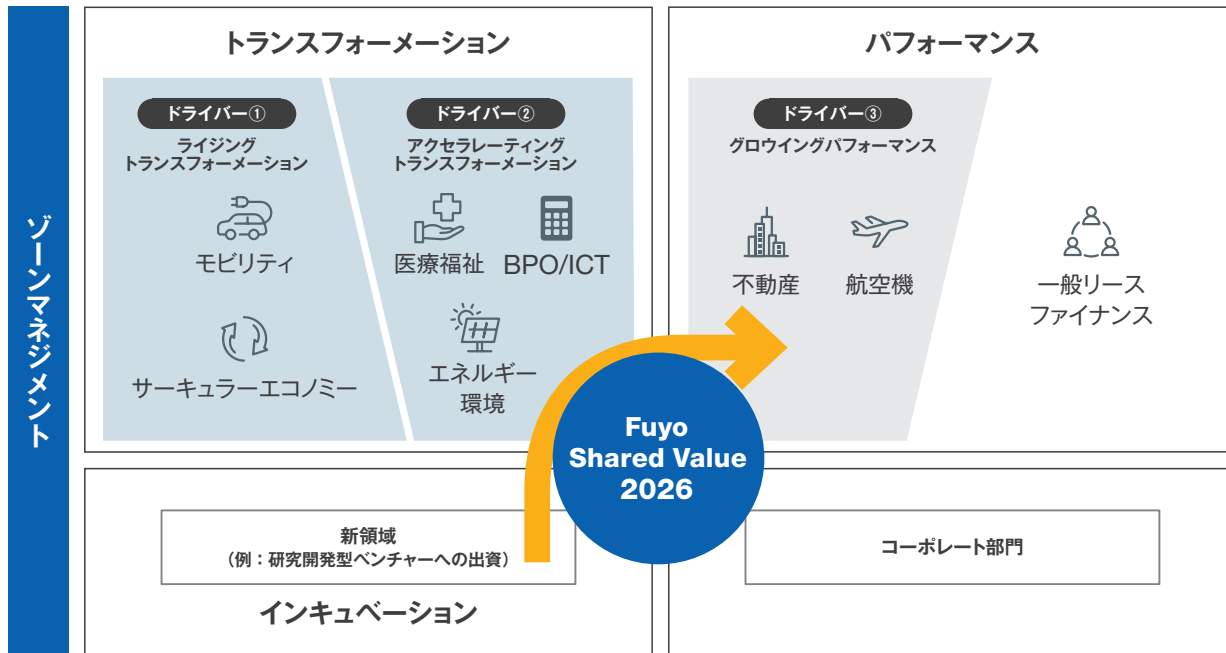 ゾーンマネジメント
トランスフォーメーション
ドライバー①
ライジング
トランスフォーメーション
モビリティ
サーキュラーエコノミー
ドライバー②
アクセラレーティング
トランスフォーメーション
医療福祉
BPO/ICT
エネルギー
環境
パフォーマンス
ドライバー③
グロウイングパフォーマンス
不動産
航空機
一般リース
ファイナンス
Fuyo
Shared Value
2026
新領域
（例：研究開発型ベンチャーへの出資）
インキュベーション
コーポレート部門